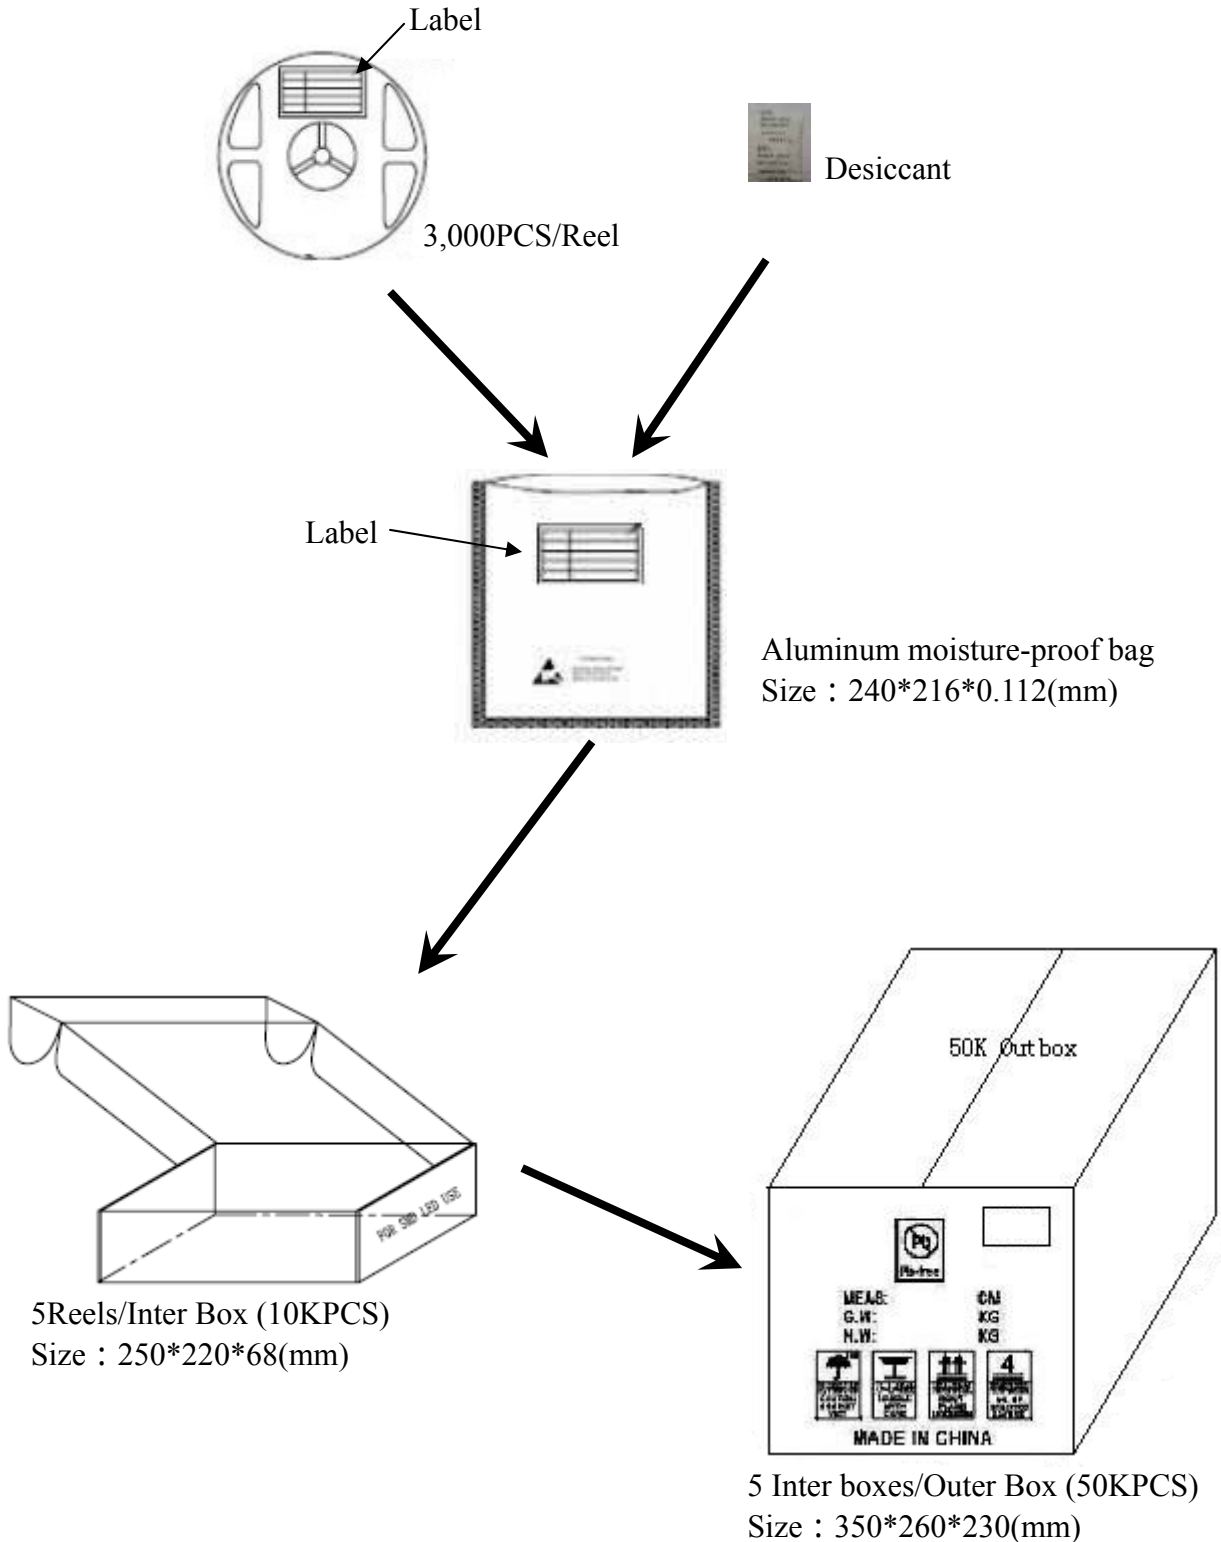 Label
Desiccant
3,000PCS/Reel
Label
Aluminum moisture-proof bag
Size：240*216*0.112(mm)
50K Outbox
FOR SMD LED USE
Pb
Pb-free
MEAS: CM
G.W: KG
N.W: KG
4
MADE IN CHINA
5Reels/Inter Box (10KPCS)
Size：250*220*68(mm)
5 Inter boxes/Outer Box (50KPCS)
Size：350*260*230(mm)